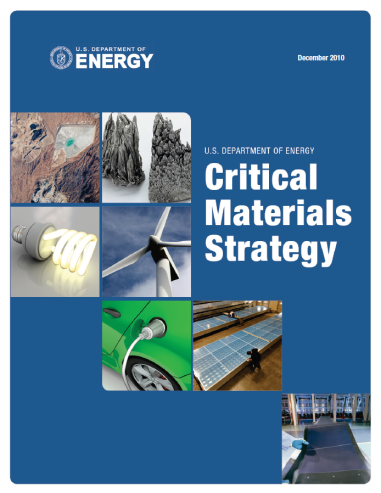 U.S. DEPARTMENT OF
ENERGY
December 2010
U.S. DEPARTMENT OF ENERGY
Critical
Materials
Strategy